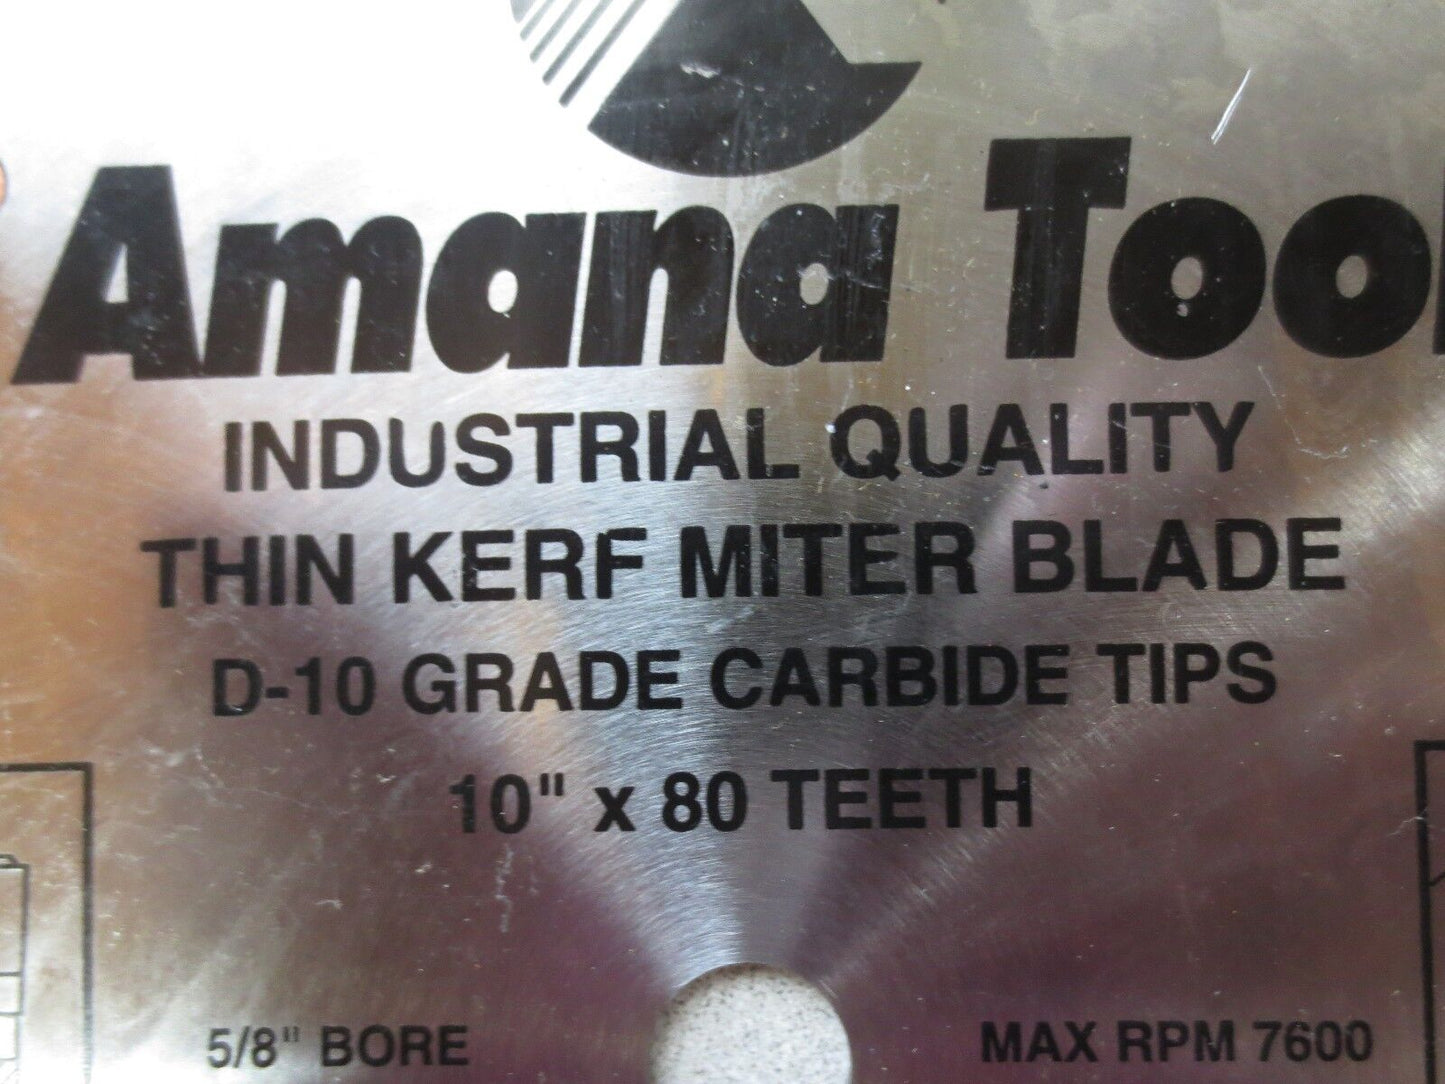 Amana Tool
INDUSTRIAL QUALITY
THIN KERF MITER BLADE
D-10 GRADE CARBIDE TIPS
10" x 80 TEETH
5/8" BORE
MAX RPM 7600